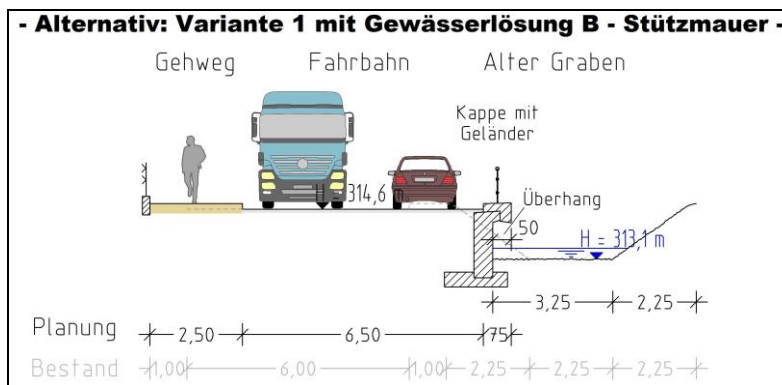 - Alternativ: Variante 1 mit Gewässerlösung B - Stützmauer -
Gehweg Fahrbahn Alter Graben
Kappe mit
Geländer
H = 314,6 m
Überhang
50
H = 313,1 m
3,25 2,25
Planung 2,50 6,50 75
Bestand 1,00 6,00 1,00 2,25 2,25 2,25